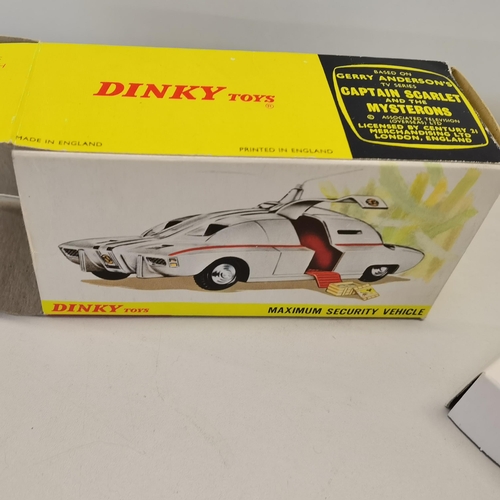 DINKY TOYS
MADE IN ENGLAND
PRINTED IN ENGLAND
BASED ON
GERRY ANDERSON'S
TV SERIES
CAPTAIN SCARLET
AND THE
MYSTERONS
© ASSOCIATED TELEVISION
(OVERSEAS) LTD
LICENSED BY CENTURY 21
MERCHANDISING LTD
LONDON, ENGLAND
DINKY TOYS
MAXIMUM SECURITY VEHICLE